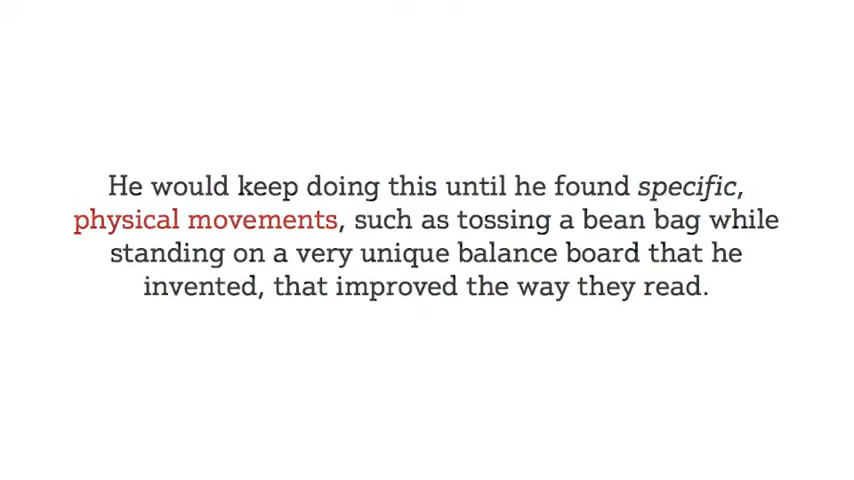 He would keep doing this until he found specific,
physical movements, such as tossing a bean bag while
standing on a very unique balance board that he
invented, that improved the way they read.